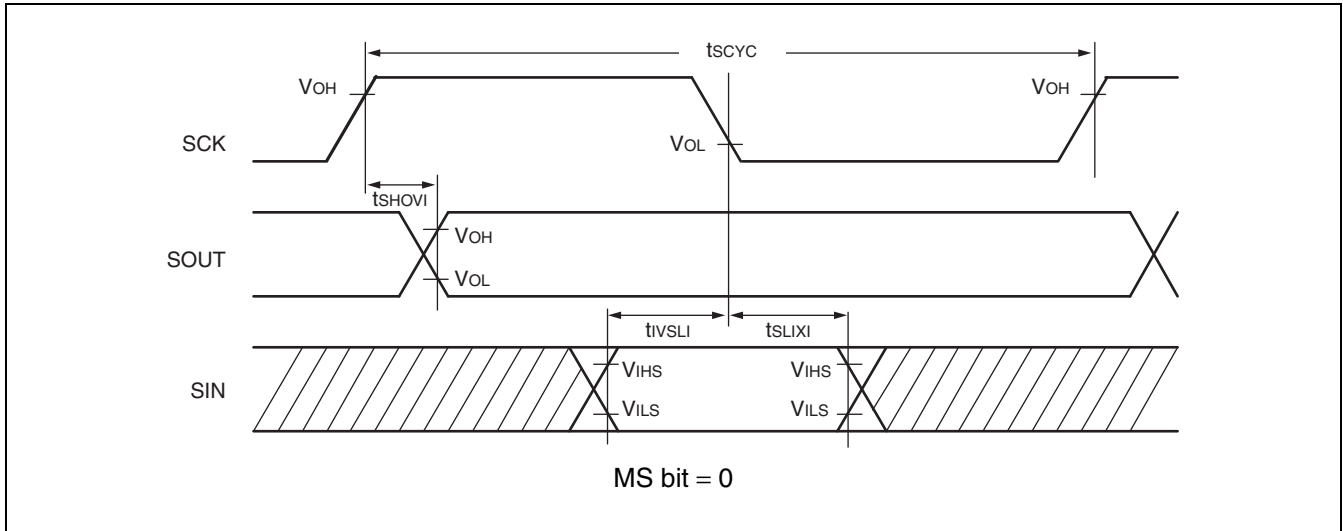 tSCYC
VOH
VOH
SCK
VOL
tSHOVI
VOH
SOUT
VOL
tIVSLI
tSLIXI
VIHS
VIHS
SIN
VILS
VILS
MS bit = 0